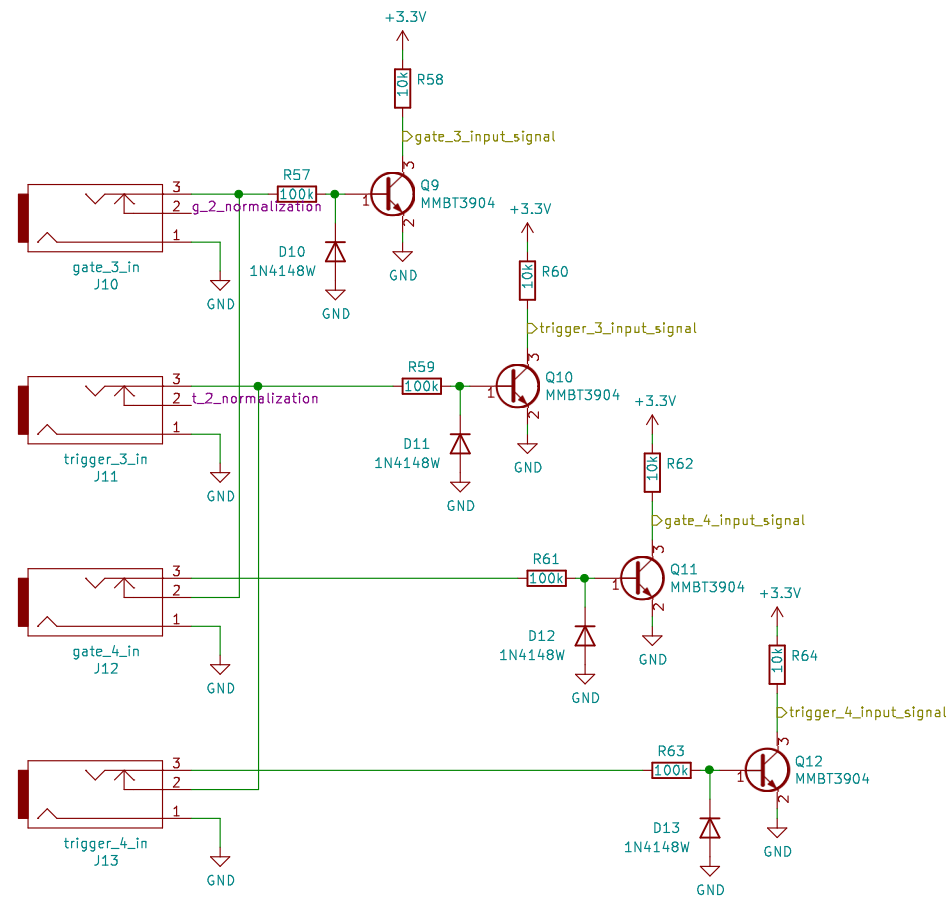 +3.3V
10k
R58
gate_3_input_signal
3
Q9
MMBT3904
1
2
GND
R57
100k
3
2
g_2_normalization
1
gate_3_in
J10
GND
D10
1N4148W
GND
+3.3V
10k
R60
trigger_3_input_signal
3
Q10
MMBT3904
1
2
GND
R59
100k
3
2
t_2_normalization
1
trigger_3_in
J11
GND
D11
1N4148W
GND
+3.3V
10k
R62
gate_4_input_signal
3
Q11
MMBT3904
1
2
GND
R61
100k
3
2
1
gate_4_in
J12
GND
D12
1N4148W
GND
+3.3V
10k
R64
trigger_4_input_signal
3
Q12
MMBT3904
1
2
GND
R63
100k
3
2
1
trigger_4_in
J13
GND
D13
1N4148W
GND